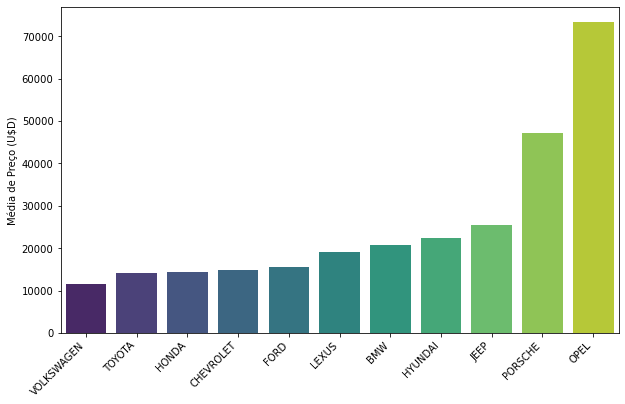 Média de Preço (U$D)
70000
60000
50000
40000
30000
20000
10000
0
VOLKSWAGEN
TOYOTA
HONDA
CHEVROLET
FORD
LEXUS
BMW
HYUNDAI
JEEP
PORSCHE
OPEL